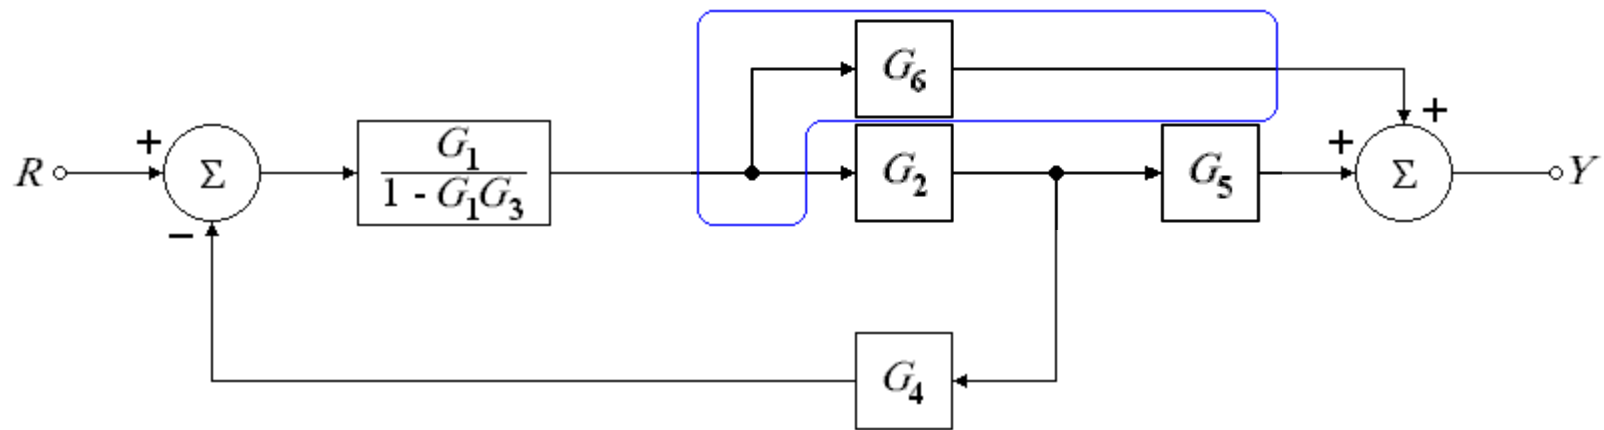 G6
+
+ G1 + 
R Σ G2 G5 Σ Y
1 - G1G3
−
G4